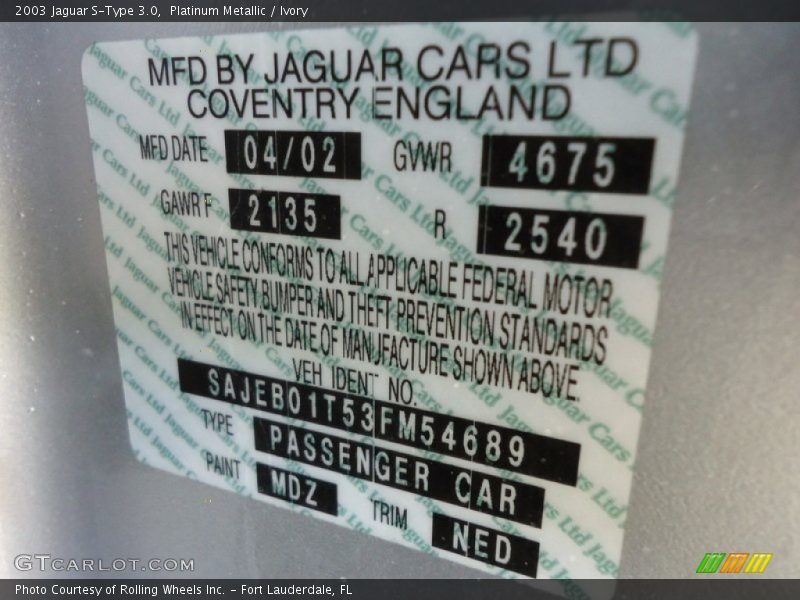 2003 Jaguar S-Type 3.0, Platinum Metallic / Ivory
MFD BY JAGUAR CARS LTD
COVENTRY ENGLAND
MFD DATE 04/02 GVWR 4675
GAWR F 2135 R 2540
THIS VEHICLE CONFORMS TO ALL APPLICABLE FEDERAL MOTOR
VEHICLE SAFETY BUMPER AND THEFT PREVENTION STANDARDS
IN EFFECT ON THE DATE OF MANUFACTURE SHOWN ABOVE.
VEH IDENT NO.
SAJEB01T53FM54689
TYPE PASSENGER CAR
PAINT MDZ TRIM NED
GTCARLOT.COM
Photo Courtesy of Rolling Wheels Inc. - Fort Lauderdale, FL